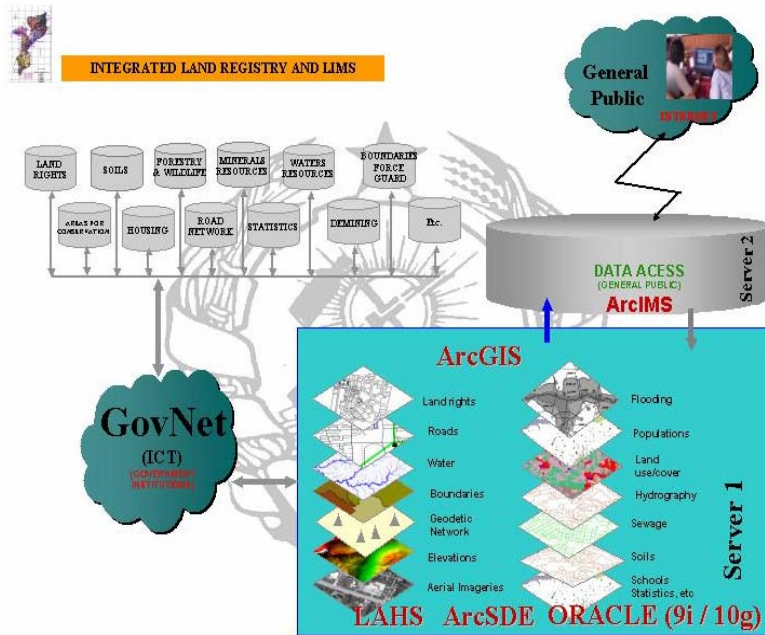 INTEGRATED LAND REGISTRY AND LIMS
General
Public
INTRANET
LAND
RIGHTS
SOILS
FORESTRY
& WILDLIFE
MINERALS
RESOURCES
WATERS
RESOURCES
BOUNDARIES
FORCE
GUARD
AREAS FOR
CONSERVATION
HOUSING
ROAD
NETWORK
STATISTICS
DEMINING
Etc.
DATA ACESS
(GENERAL PUBLIC)
ArcIMS
Server 2
GovNet
(ICT)
(GOVERNMENT
INSTITUTIONS)
ArcGIS
Land rights
Roads
Water
Boundaries
Geodetic
Network
Elevations
Aerial Imageries
Flooding
Populations
Land
use/cover
Hydrography
Sewage
Soils
Schools
Statistics, etc
Server 1
LAHS ArcSDE ORACLE (9i / 10g)